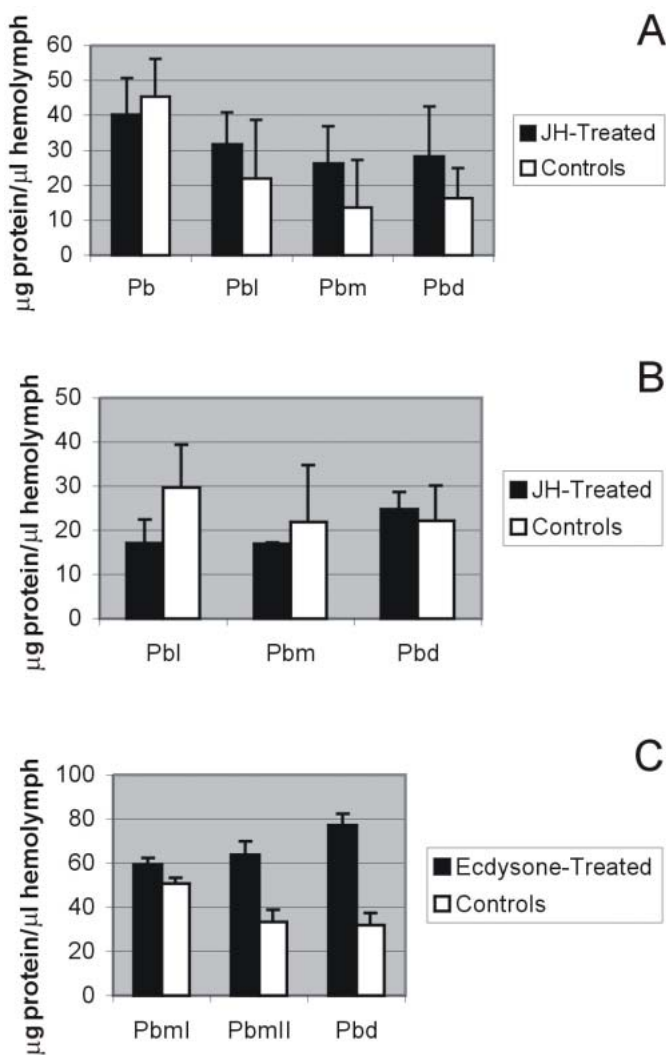 A
µg protein/µl hemolymph
60
50
40
30
20
10
0
Pb Pbl Pbm Pbd
JH-Treated
Controls
B
µg protein/µl hemolymph
50
40
30
20
10
0
Pbl Pbm Pbd
JH-Treated
Controls
C
µg protein/µl hemolymph
100
80
60
40
20
0
PbmI PbmII Pbd
Ecdysone-Treated
Controls